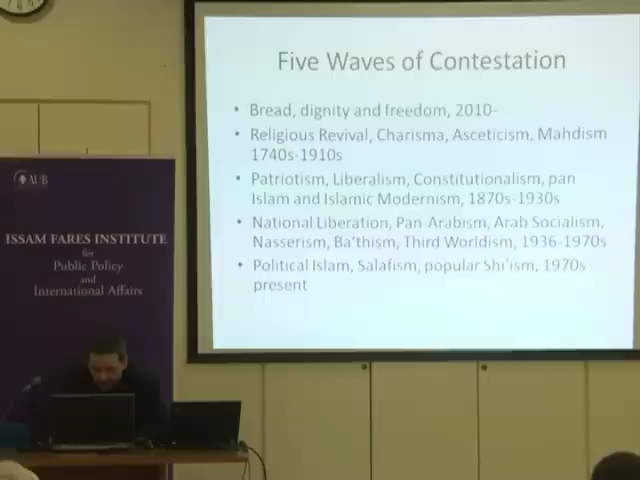 Five Waves of Contestation
• Bread, dignity and freedom, 2010-
• Religious Revival, Charisma, Asceticism, Mahdism
1740s-1910s
• Patriotism, Liberalism, Constitutionalism, pan
Islam and Islamic Modernism, 1870s-1930s
• National Liberation, Pan-Arabism, Arab Socialism,
Nasserism, Ba'thism, Third Worldism, 1936-1970s
• Political Islam, Salafism, popular Shi'ism, 1970s
present
AUB
ISSAM FARES INSTITUTE
for
Public Policy
and
International Affairs